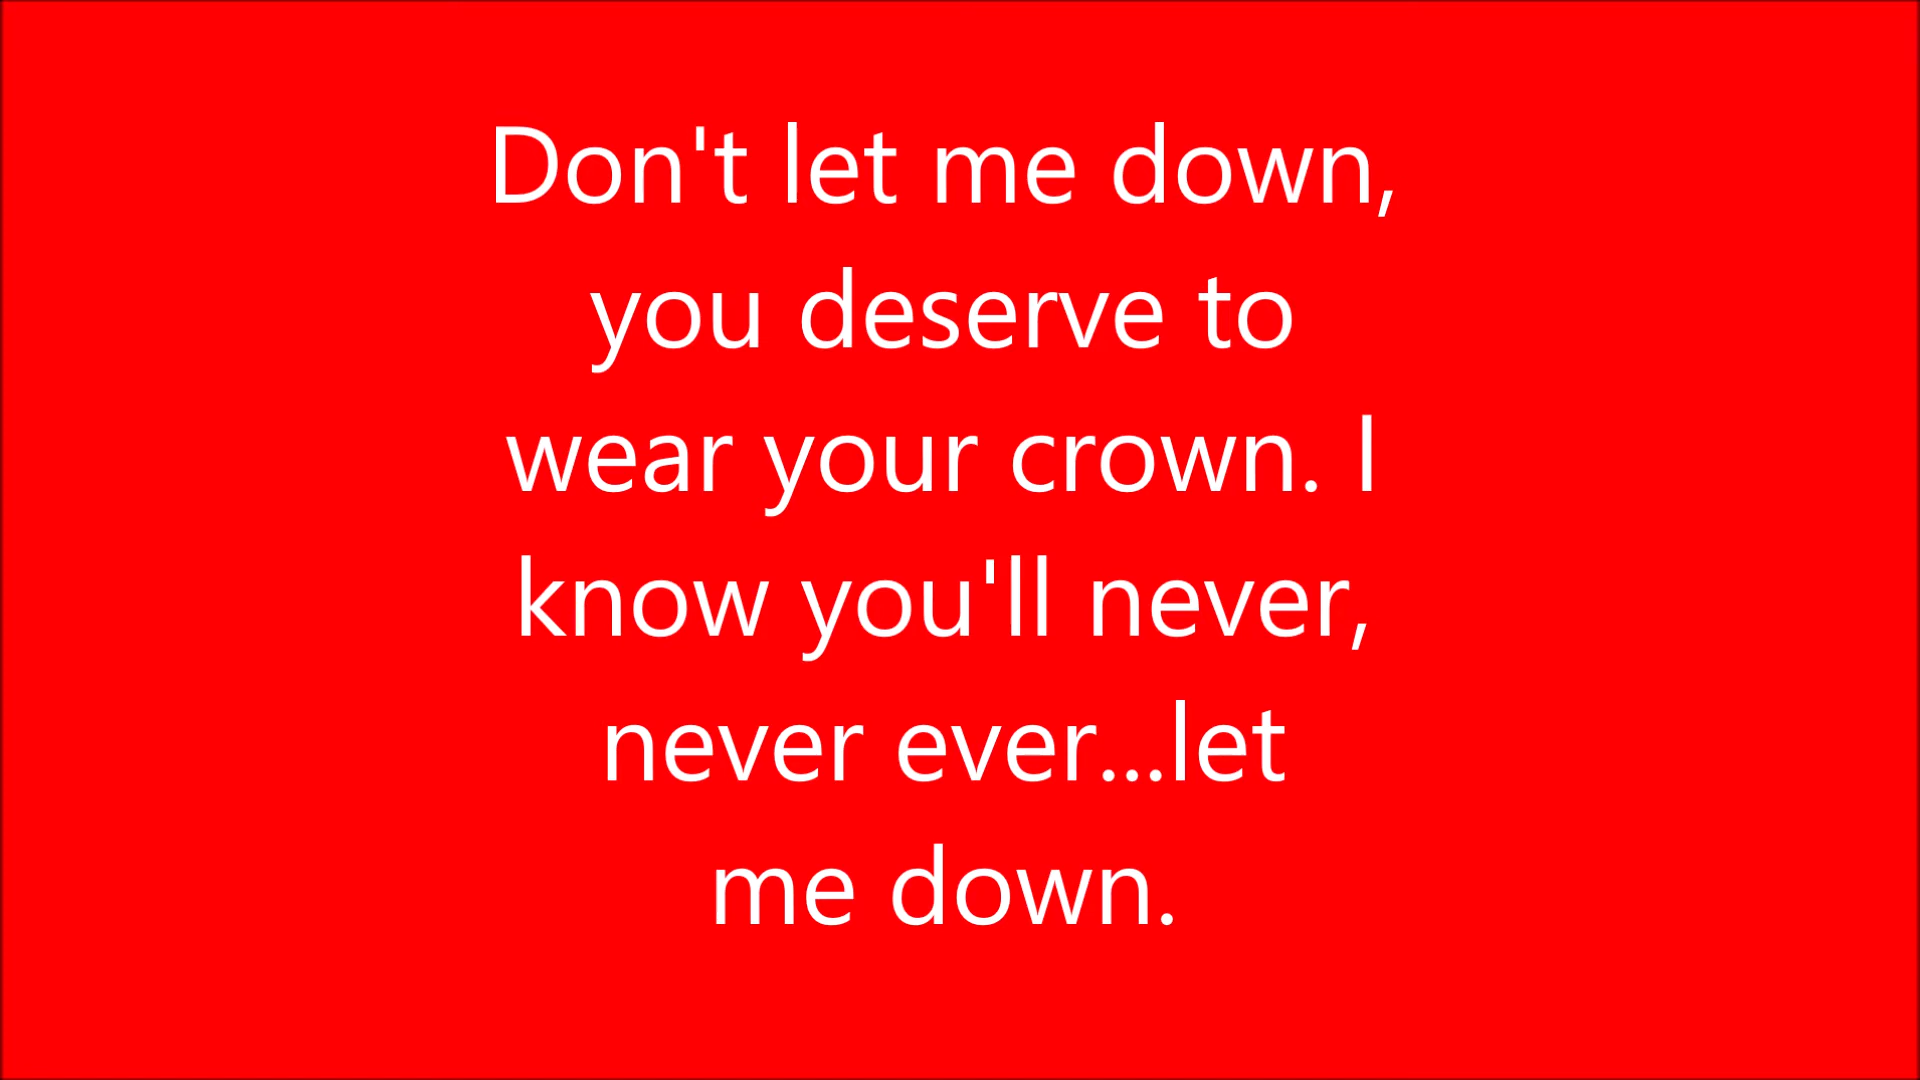 Don't let me down,
you deserve to
wear your crown. I
know you'll never,
never ever...let
me down.